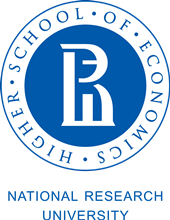 HIGHER · SCHOOL · OF · ECONOMICS ·
NATIONAL RESEARCH
UNIVERSITY